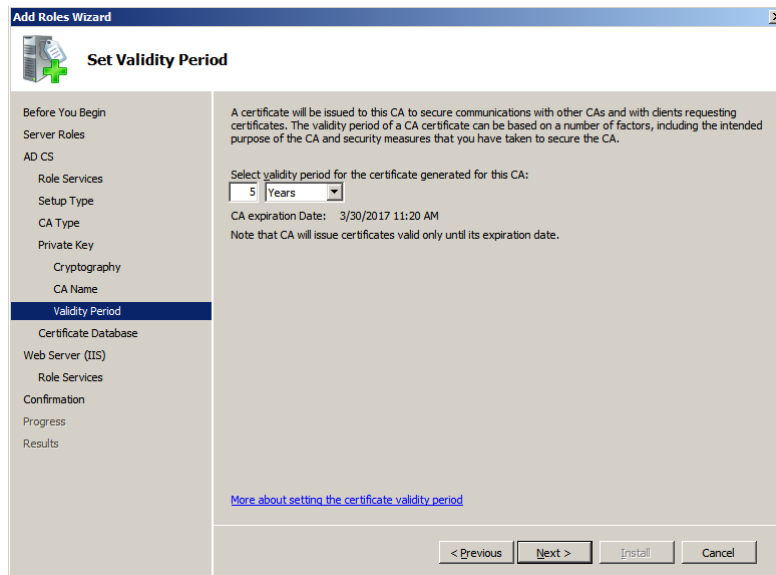 Add Roles Wizard
Set Validity Period
Before You Begin
Server Roles
AD CS
Role Services
Setup Type
CA Type
Private Key
Cryptography
CA Name
Validity Period
Certificate Database
Web Server (IIS)
Role Services
Confirmation
Progress
Results
A certificate will be issued to this CA to secure communications with other CAs and with clients requesting
certificates. The validity period of a CA certificate can be based on a number of factors, including the intended
purpose of the CA and security measures that you have taken to secure the CA.
Select validity period for the certificate generated for this CA:
5 Years
CA expiration Date: 3/30/2017 11:20 AM
Note that CA will issue certificates valid only until its expiration date.
More about setting the certificate validity period
< Previous Next > Install Cancel